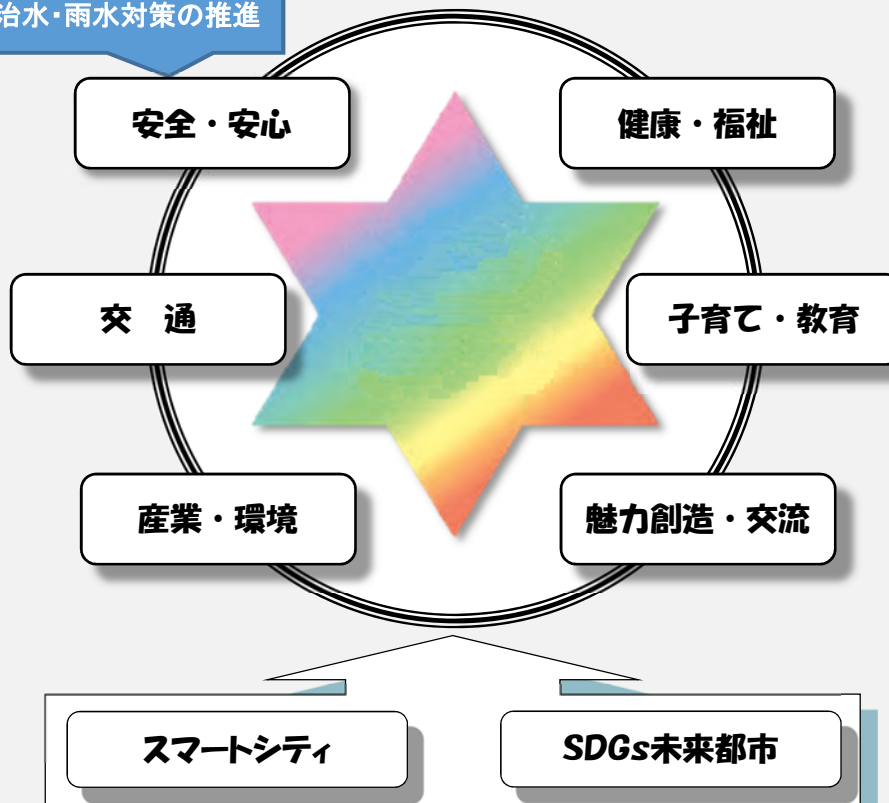 治水・雨水対策の推進
安全・安心
健康・福祉
交　通
子育て・教育
産業・環境
魅力創造・交流
スマートシティ
SDGs未来都市